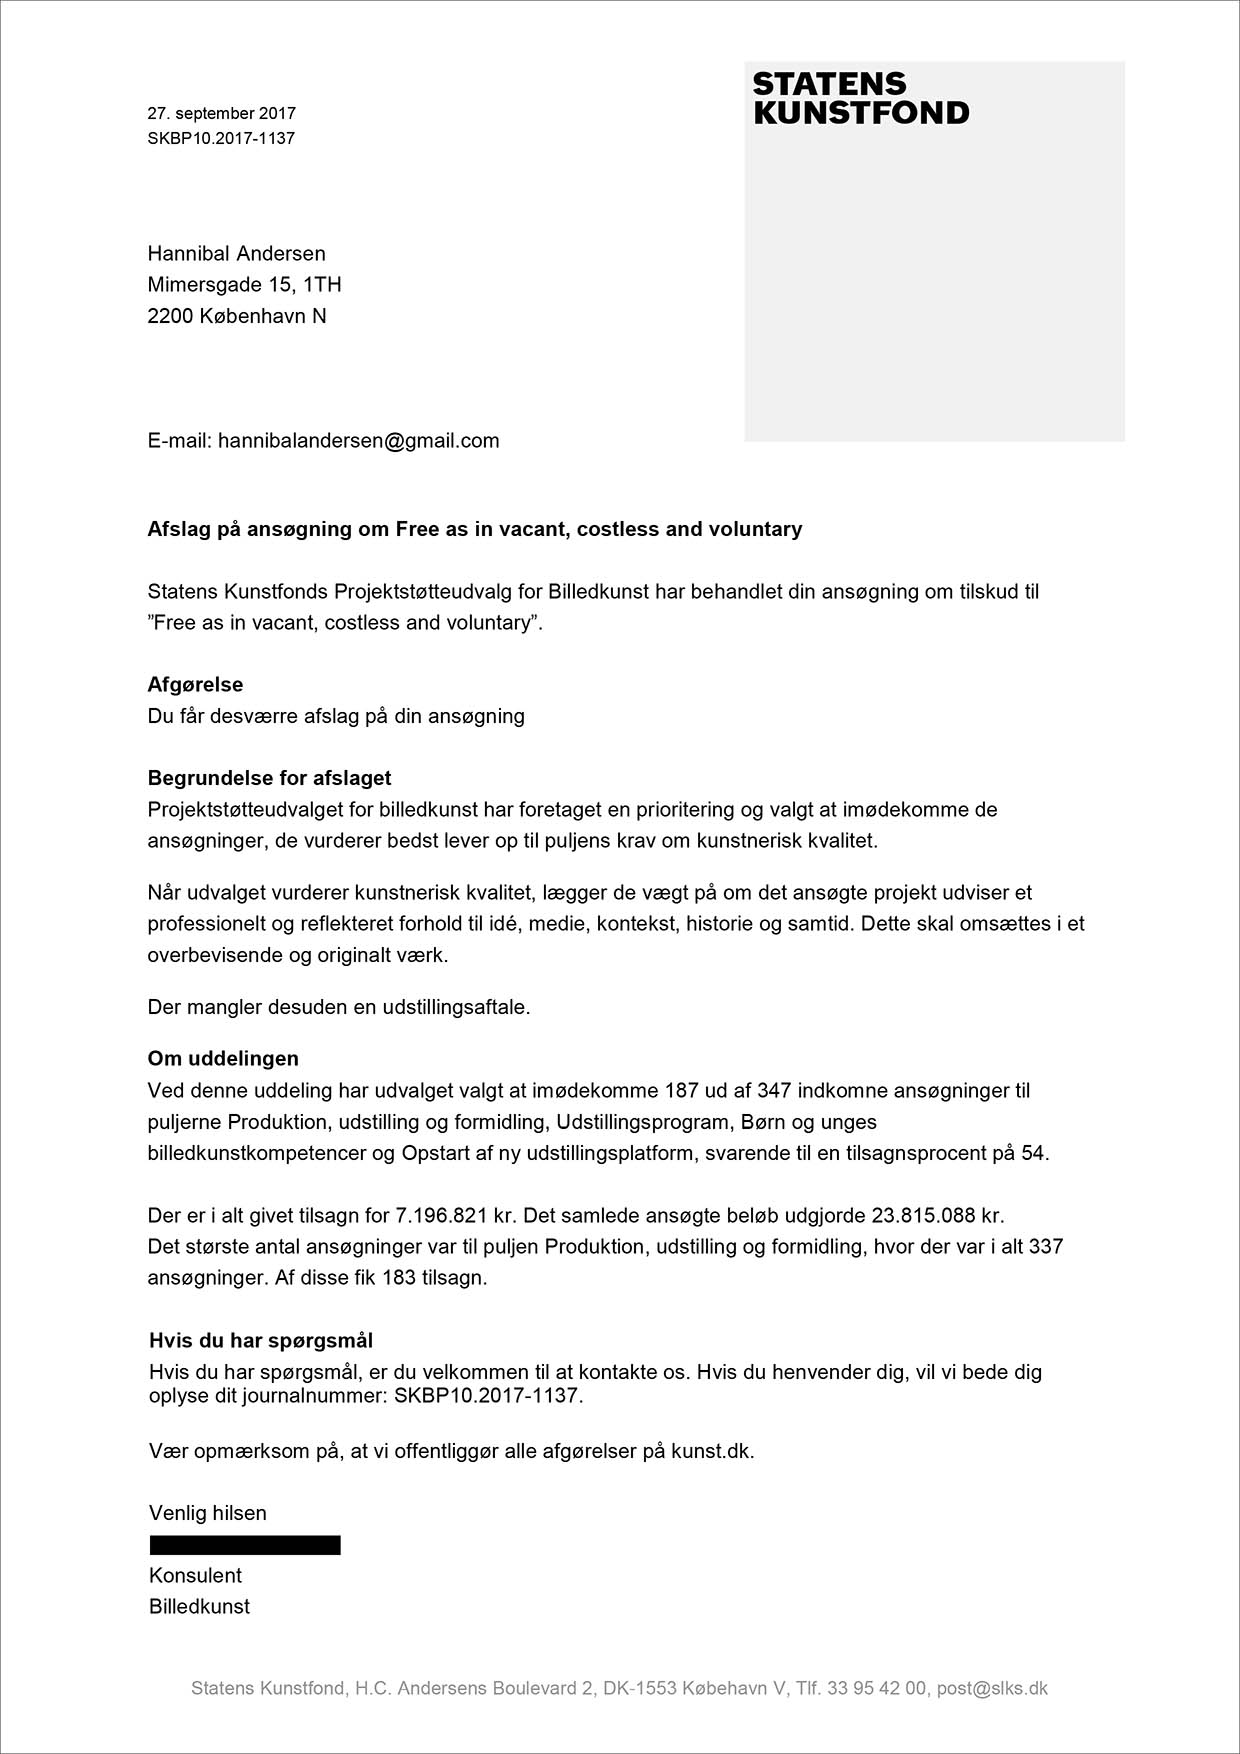 STATENS
KUNSTFOND
27. september 2017
SKBP10.2017-1137
Hannibal Andersen
Mimersgade 15, 1TH
2200 København N
E-mail: hannibalandersen@gmail.com
Afslag på ansøgning om Free as in vacant, costless and voluntary
Statens Kunstfonds Projektstøtteudvalg for Billedkunst har behandlet din ansøgning om tilskud til
”Free as in vacant, costless and voluntary”.
Afgørelse
Du får desværre afslag på din ansøgning
Begrundelse for afslaget
Projektstøtteudvalget for billedkunst har foretaget en prioritering og valgt at imødekomme de
ansøgninger, de vurderer bedst lever op til puljens krav om kunstnerisk kvalitet.
Når udvalget vurderer kunstnerisk kvalitet, lægger de vægt på om det ansøgte projekt udviser et
professionelt og reflekteret forhold til idé, medie, kontekst, historie og samtid. Dette skal omsættes i et
overbevisende og originalt værk.
Der mangler desuden en udstillingsaftale.
Om uddelingen
Ved denne uddeling har udvalget valgt at imødekomme 187 ud af 347 indkomne ansøgninger til
puljerne Produktion, udstilling og formidling, Udstillingsprogram, Børn og unges
billedkunstkompetencer og Opstart af ny udstillingsplatform, svarende til en tilsagnsprocent på 54.
Der er i alt givet tilsagn for 7.196.821 kr. Det samlede ansøgte beløb udgjorde 23.815.088 kr.
Det største antal ansøgninger var til puljen Produktion, udstilling og formidling, hvor der var i alt 337
ansøgninger. Af disse fik 183 tilsagn.
Hvis du har spørgsmål
Hvis du har spørgsmål, er du velkommen til at kontakte os. Hvis du henvender dig, vil vi bede dig
oplyse dit journalnummer: SKBP10.2017-1137.
Vær opmærksom på, at vi offentliggør alle afgørelser på kunst.dk.
Venlig hilsen
Konsulent
Billedkunst
Statens Kunstfond, H.C. Andersens Boulevard 2, DK-1553 Købehavn V, Tlf. 33 95 42 00, post@slks.dk